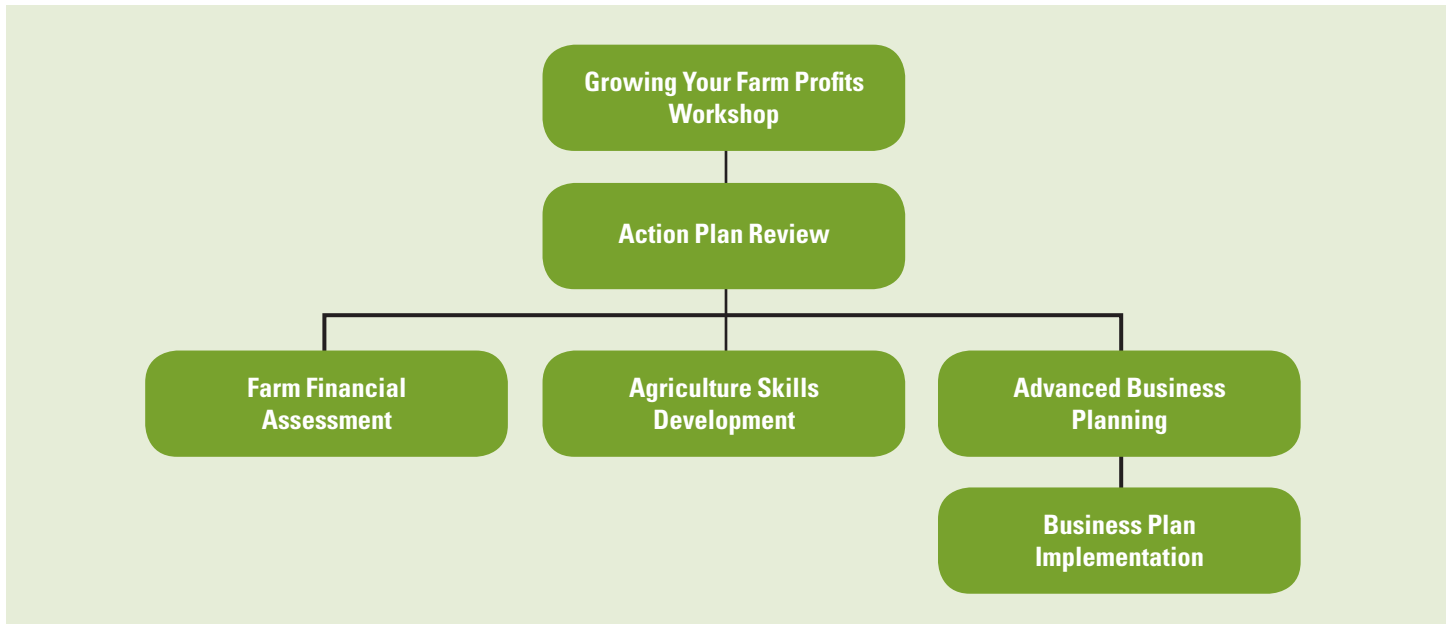 Growing Your Farm Profits
Workshop
Action Plan Review
Farm Financial
Assessment
Agriculture Skills
Development
Advanced Business
Planning
Business Plan
Implementation